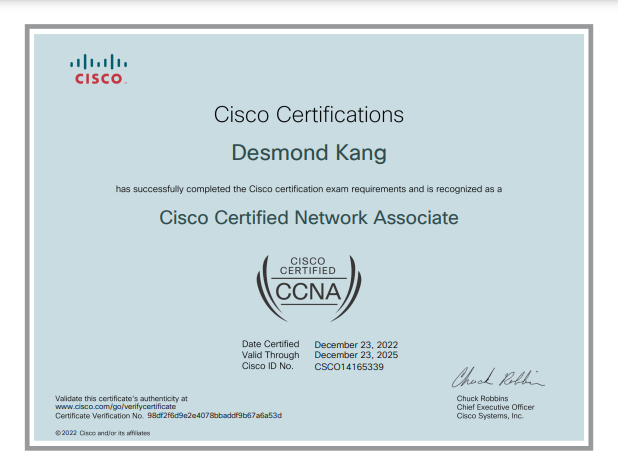 CISCO
Cisco Certifications
Desmond Kang
has successfully completed the Cisco certification exam requirements and is recognized as a
Cisco Certified Network Associate
CISCO
CERTIFIED
CCNA
Date Certified December 23, 2022
Valid Through December 23, 2025
Cisco ID No. CSCO14165339
Chuck Robbin
Validate this certificate's authenticity at
www.cisco.com/go/verifycertificate
Certificate Verification No. 98df2f6d9e2e4078bbaddf9b67a6a53d
Chuck Robbins
Chief Executive Officer
Cisco Systems, Inc.
© 2022 Cisco and/or its affiliates